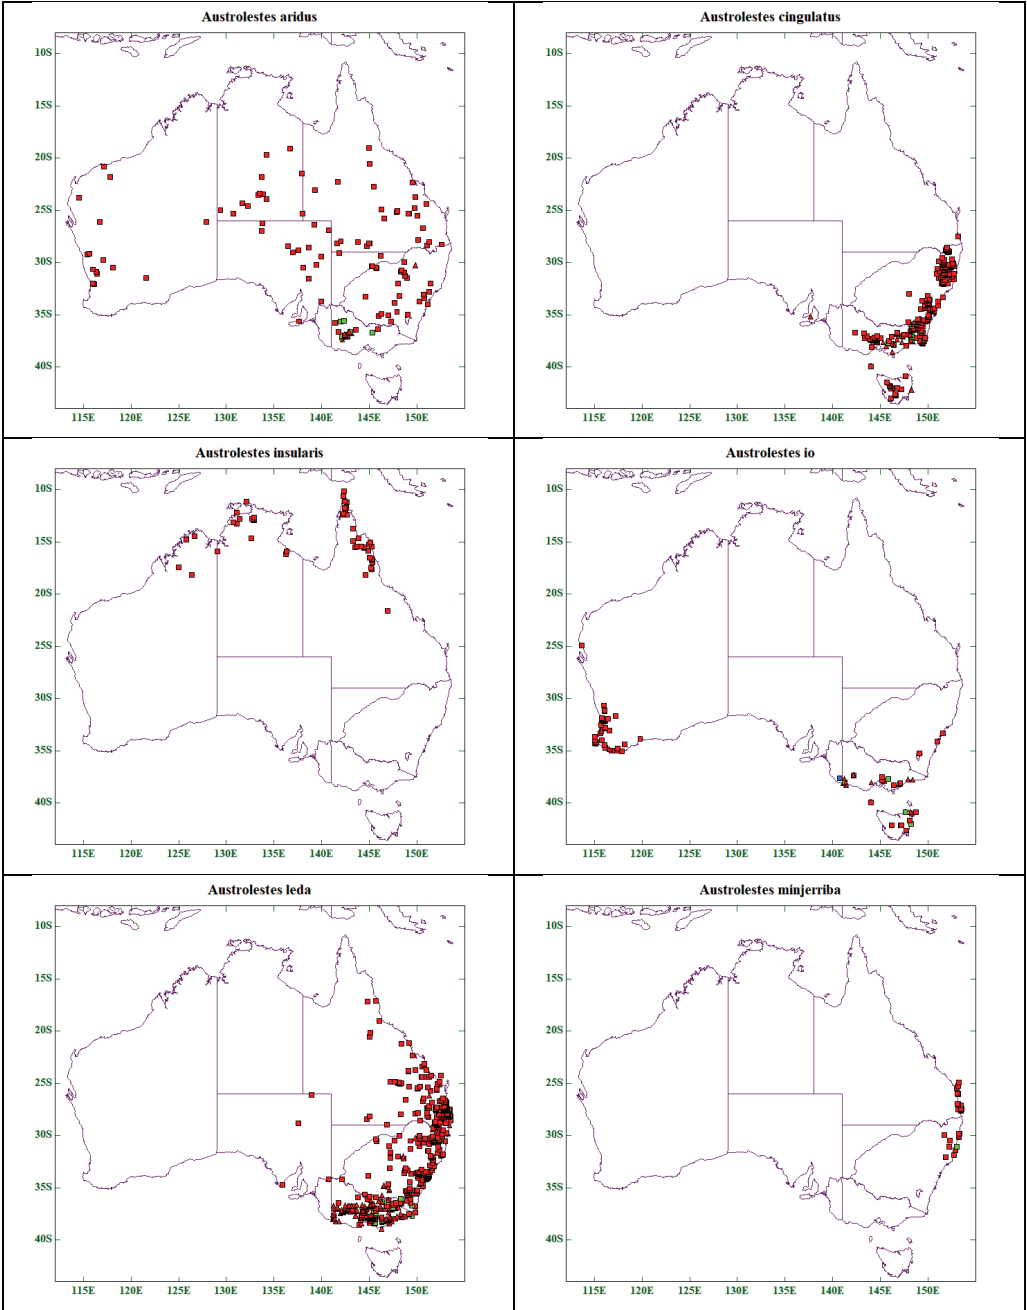 Austrolestes aridus
10S
15S
20S
25S
30S
35S
40S
115E 120E 125E 130E 135E 140E 145E 150E
Austrolestes cingulatus
10S
15S
20S
25S
30S
35S
40S
115E 120E 125E 130E 135E 140E 145E 150E
Austrolestes insularis
10S
15S
20S
25S
30S
35S
40S
115E 120E 125E 130E 135E 140E 145E 150E
Austrolestes io
10S
15S
20S
25S
30S
35S
40S
115E 120E 125E 130E 135E 140E 145E 150E
Austrolestes leda
10S
15S
20S
25S
30S
35S
40S
115E 120E 125E 130E 135E 140E 145E 150E
Austrolestes minjerriba
10S
15S
20S
25S
30S
35S
40S
115E 120E 125E 130E 135E 140E 145E 150E